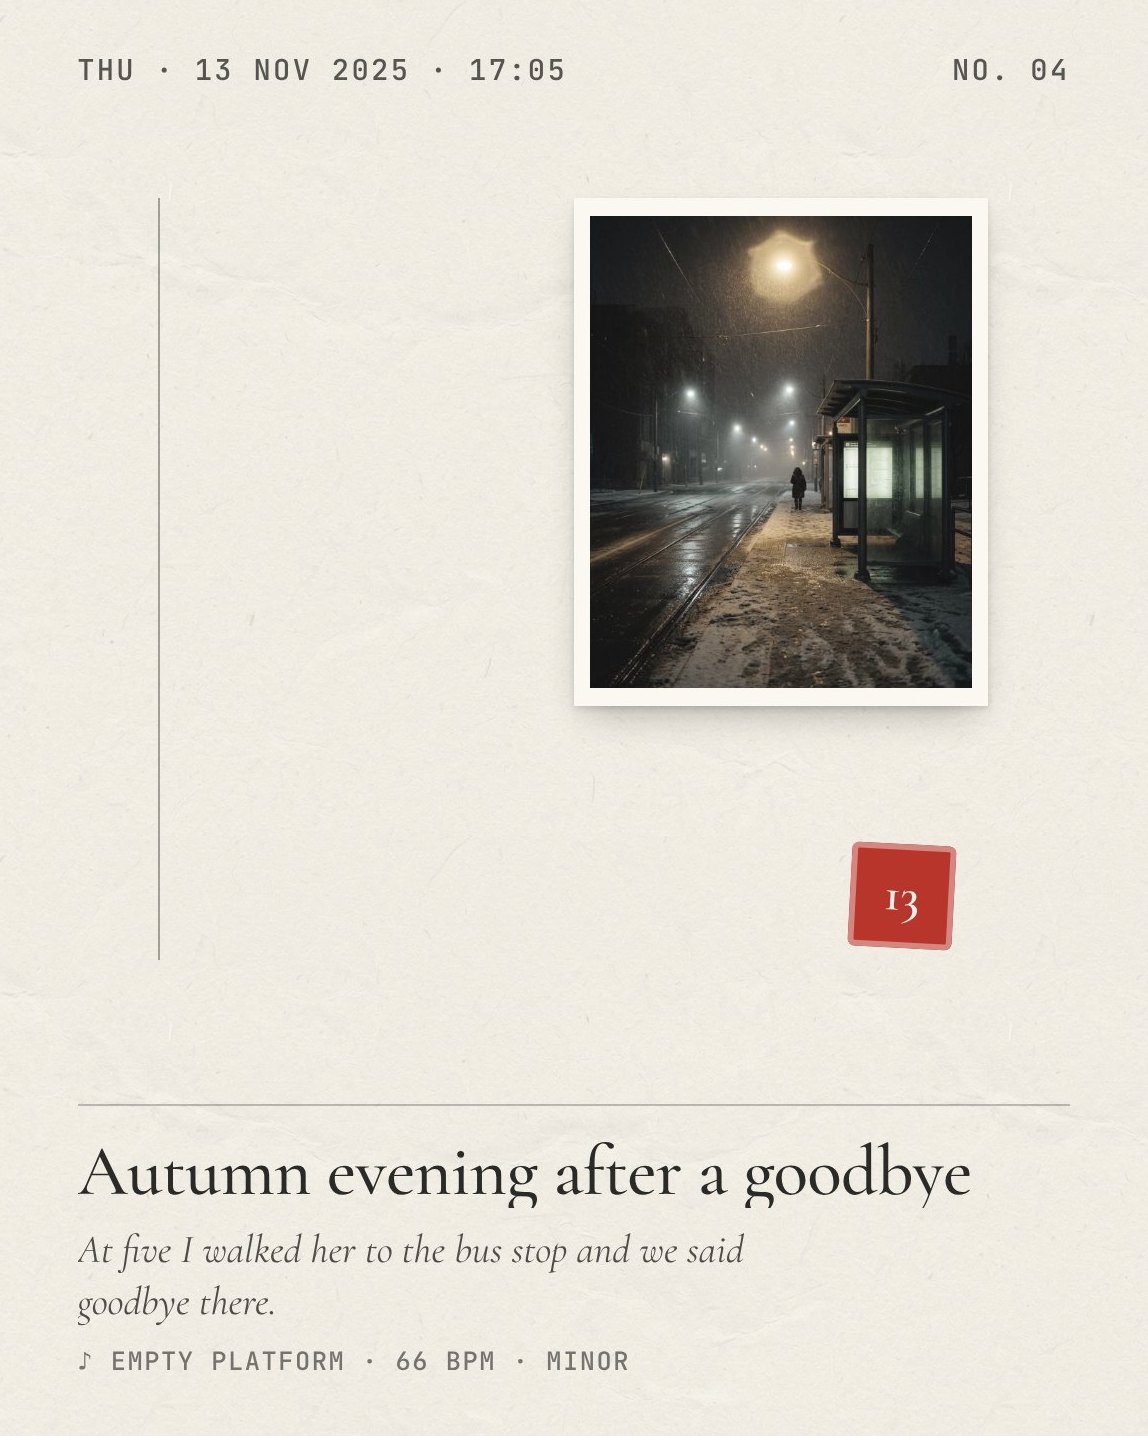 THU · 13 NOV 2025 · 17:05
NO. 04
13
Autumn evening after a goodbye
At five I walked her to the bus stop and we said
goodbye there.
♪ EMPTY PLATFORM · 66 BPM · MINOR